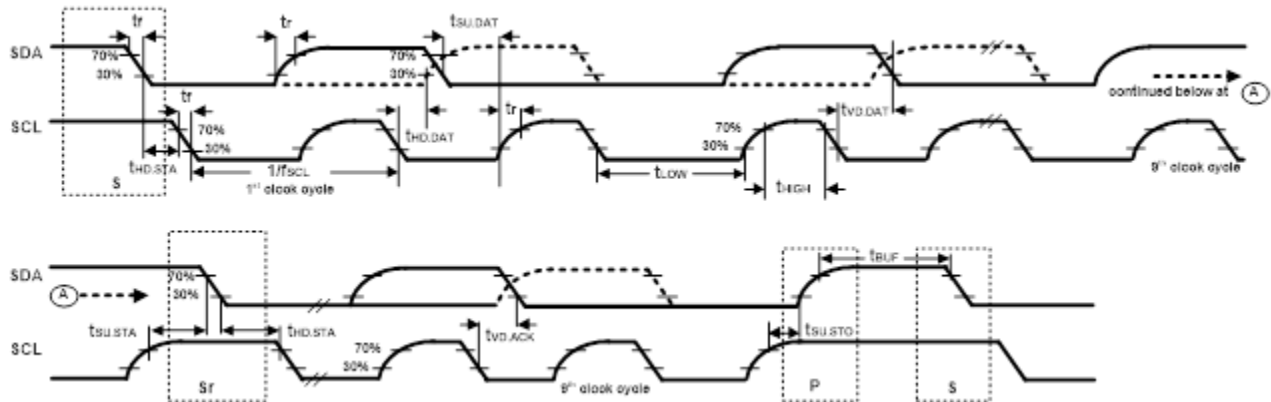 tr
tr
tSU.DAT
SDA
70%
30%
70%
30%
continued below at A
tr
tr
tVD.DAT
SCL
70%
30%
tHD.DAT
70%
30%
tHD.STA
1/fSCL
tLOW
tHIGH
S
1st clock cycle
9th clock cycle
SDA
70%
30%
A
tBUF
tSU.STA
tHD.STA
tVD.ACK
tSU.STO
SCL
70%
30%
Sr
9th clock cycle
P
S